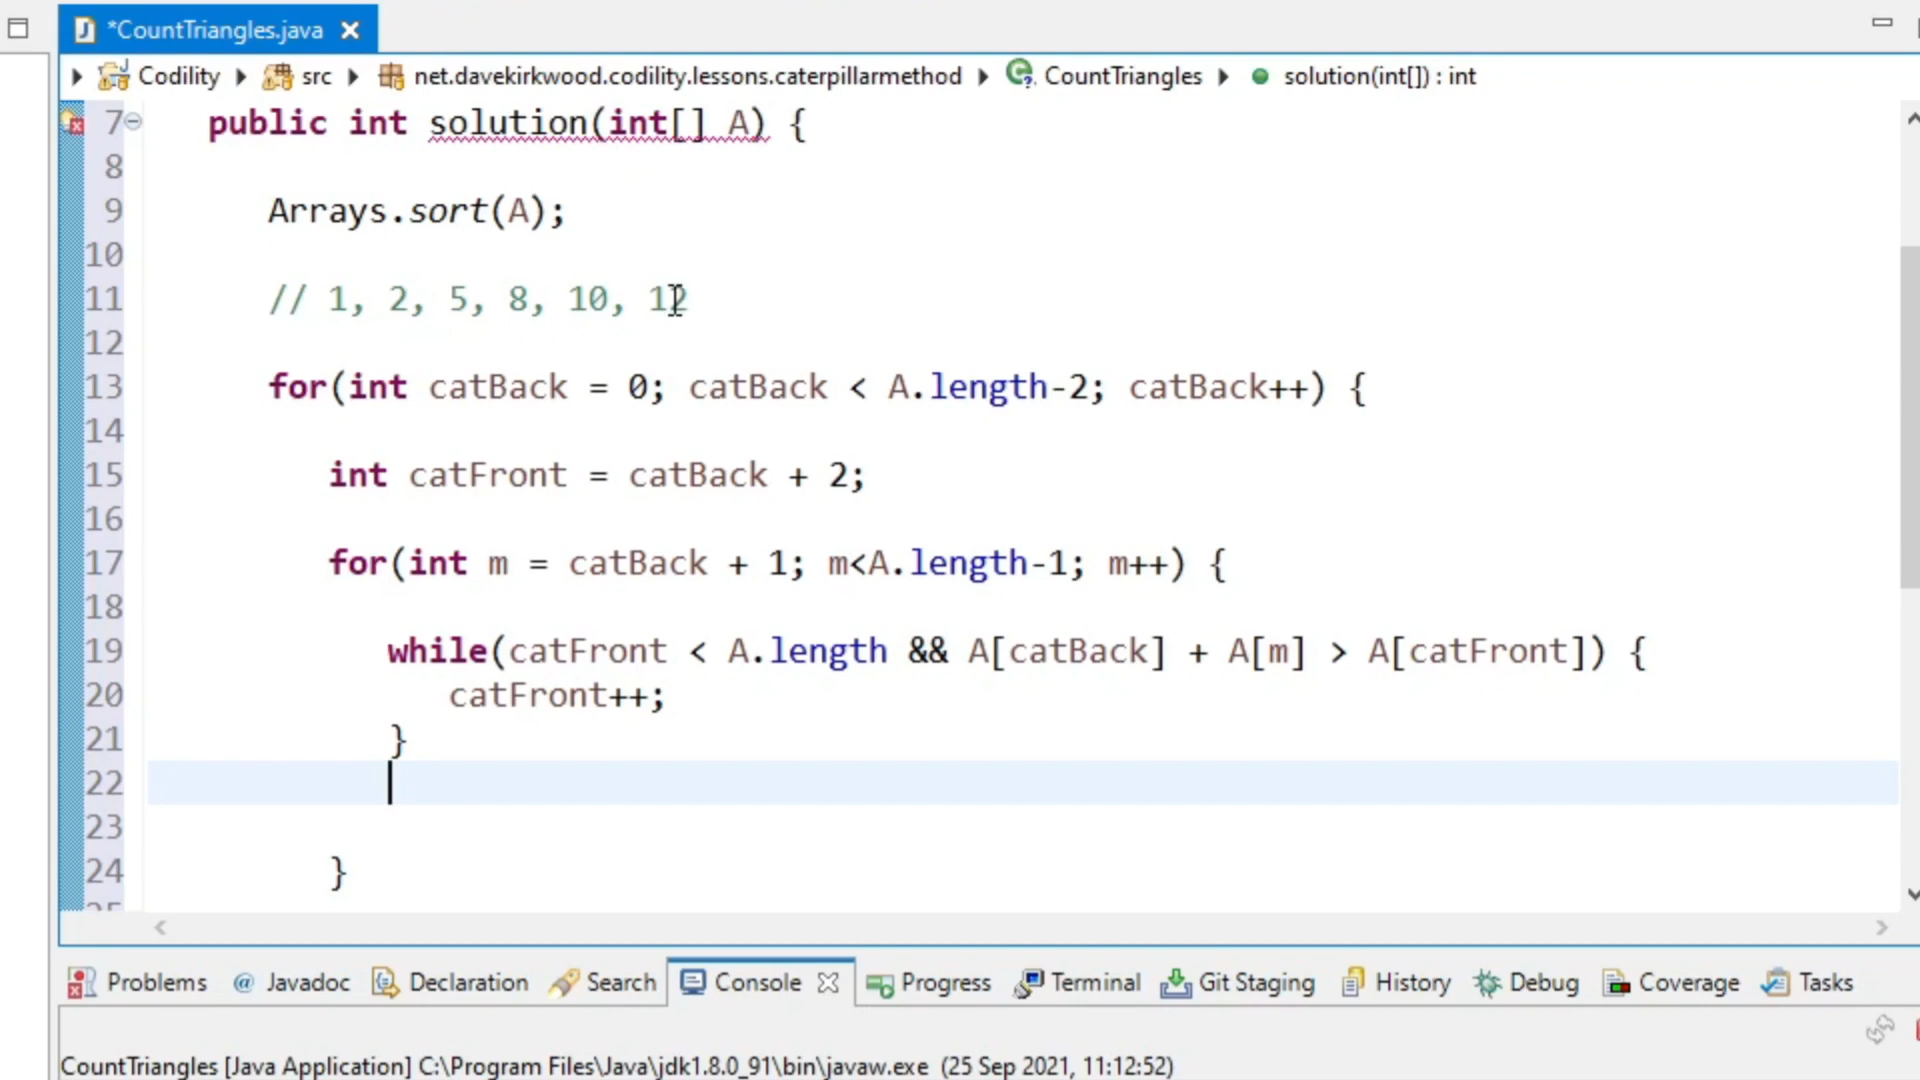 *CountTriangles.java
Codility src net.davekirkwood.codility.lessons.caterpillarmethod CountTriangles solution(int[]) : int
7 public int solution(int[] A) {
8
9 Arrays.sort(A);
10
11 // 1, 2, 5, 8, 10, 12
12
13 for(int catBack = 0; catBack < A.length-2; catBack++) {
14
15 int catFront = catBack + 2;
16
17 for(int m = catBack + 1; m<A.length-1; m++) {
18
19 while(catFront < A.length && A[catBack] + A[m] > A[catFront]) {
20 catFront++;
21 }
22
23
24 }
25
Problems @ Javadoc Declaration Search Console Progress Terminal Git Staging History Debug Coverage Tasks
CountTriangles [Java Application] C:\Program Files\Java\jdk1.8.0_91\bin\javaw.exe (25 Sep 2021, 11:12:52)